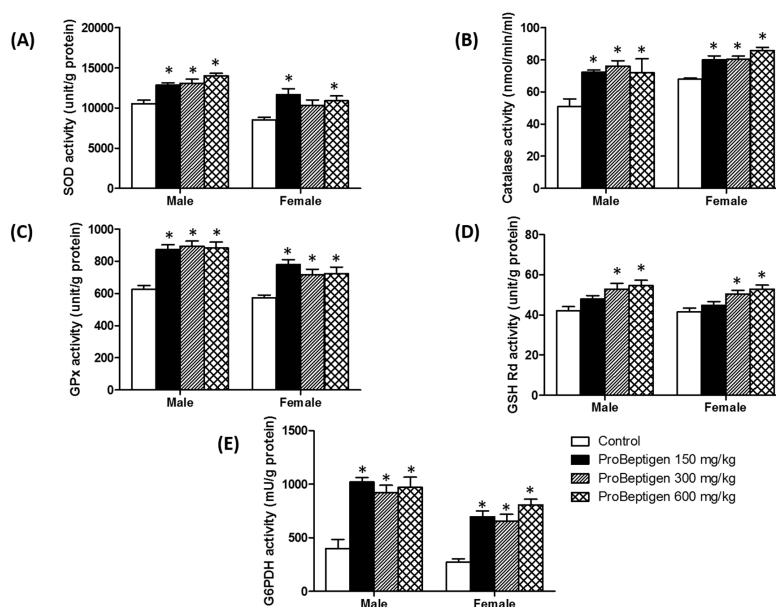 (A)
SOD activity (unit/g protein)
20000
15000
10000
5000
0
* * *
* *
Male Female
(B)
Catalase activity (nmol/min/ml)
100
80
60
40
20
0
* * *
* * *
Male Female
(C)
GPx activity (unit/g protein)
1000
800
600
400
200
0
* * *
* * *
Male Female
(D)
GSH Rd activity (unit/g protein)
80
60
40
20
0
* *
* *
Male Female
(E)
G6PDH activity (mU/g protein)
1500
1000
500
0
* * *
* * *
Male Female
Control
ProBeptigen 150 mg/kg
ProBeptigen 300 mg/kg
ProBeptigen 600 mg/kg